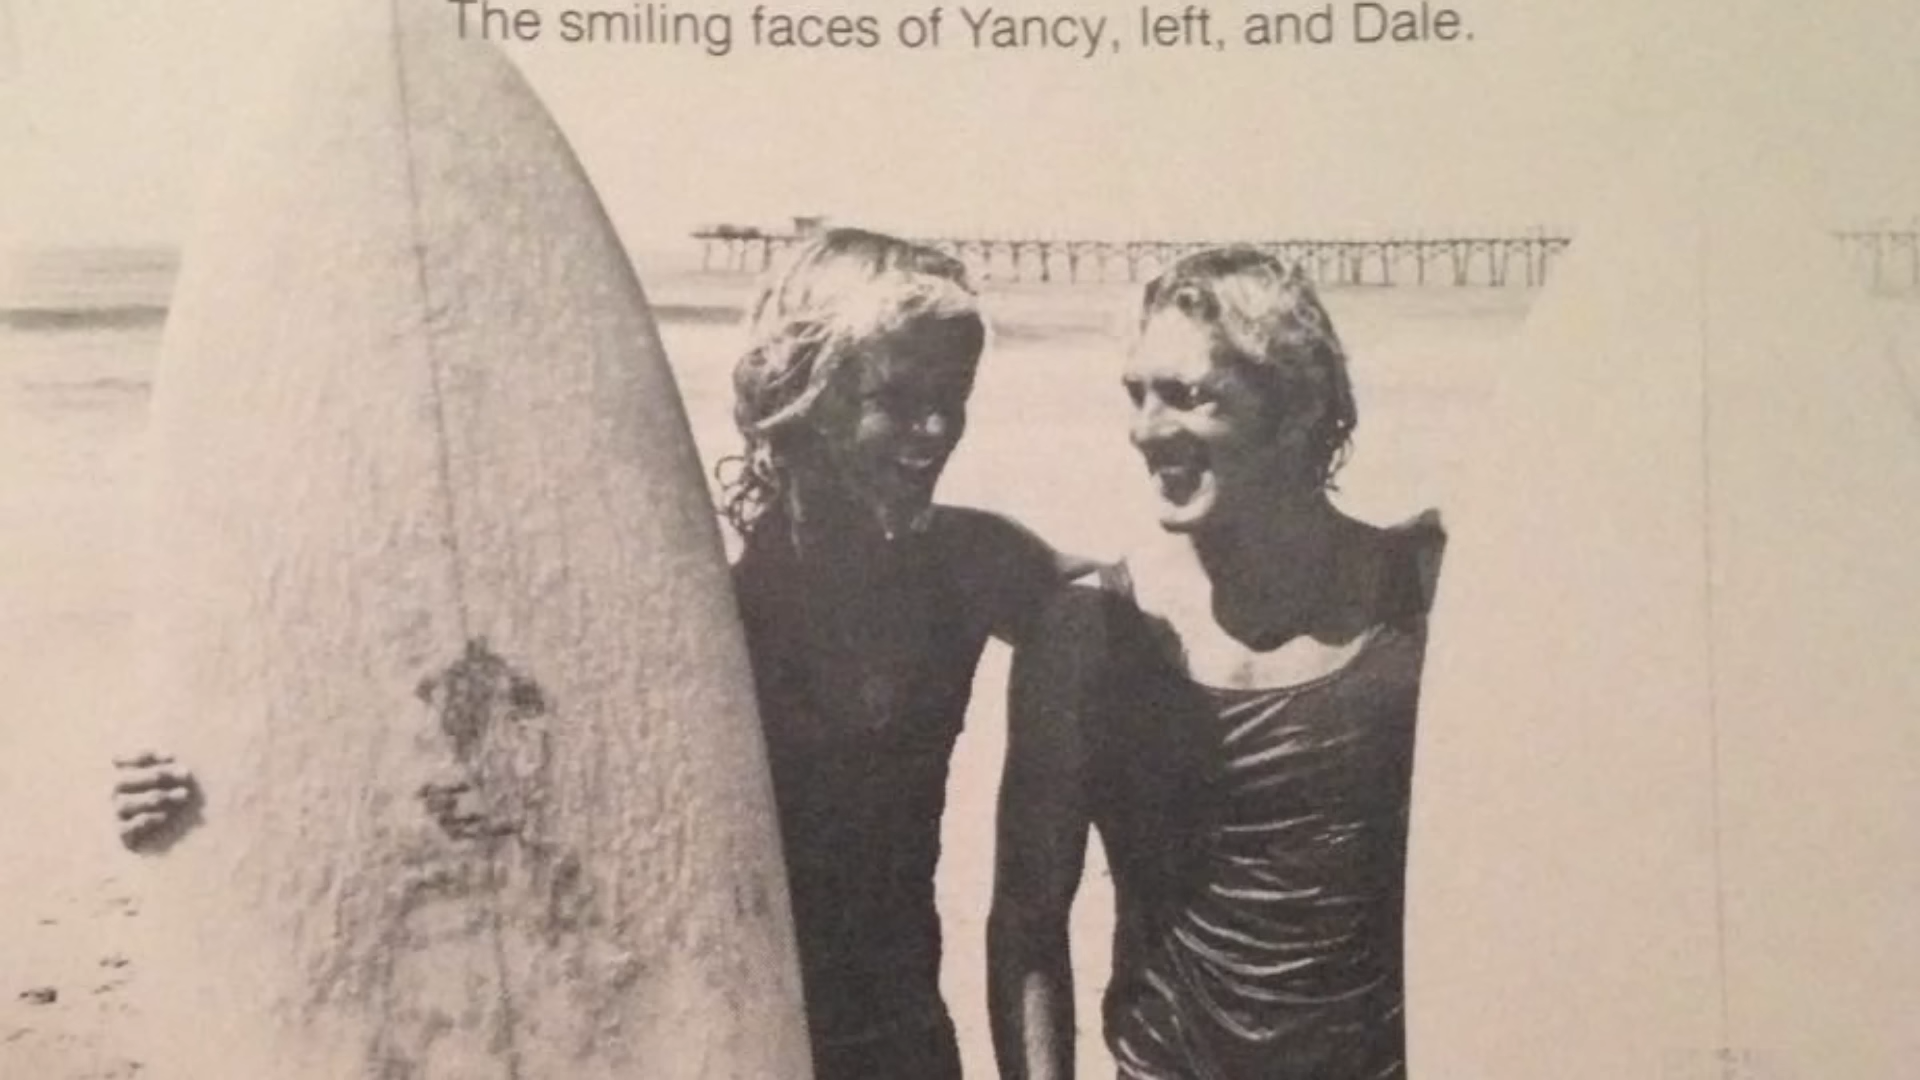 The smiling faces of Yancy, left, and Dale.